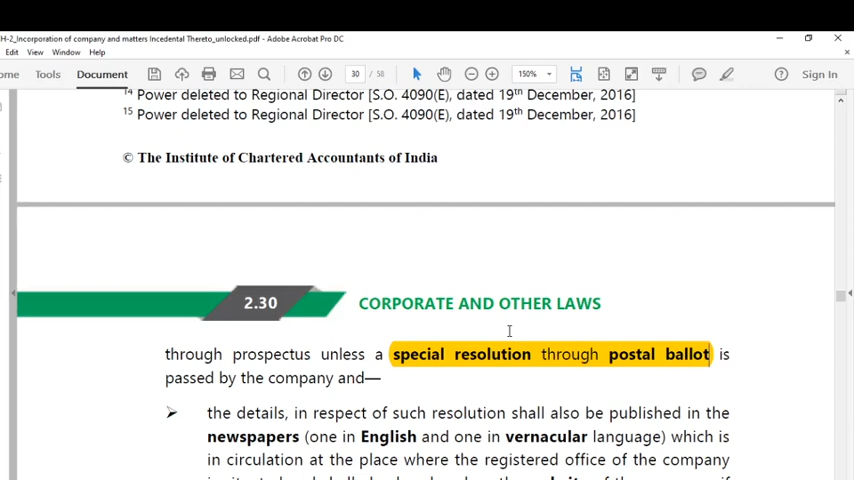 H-2_Incorporation of company and matters Incedental Thereto_unlocked.pdf - Adobe Acrobat Pro DC
Edit View Window Help
ome Tools Document 30 / 58 150% Sign In
14 Power deleted to Regional Director [S.O. 4090(E), dated 19th December, 2016]
15 Power deleted to Regional Director [S.O. 4090(E), dated 19th December, 2016]
© The Institute of Chartered Accountants of India
2.30 CORPORATE AND OTHER LAWS
through prospectus unless a special resolution through postal ballot is
passed by the company and—
➢ the details, in respect of such resolution shall also be published in the
newspapers (one in English and one in vernacular language) which is
in circulation at the place where the registered office of the company